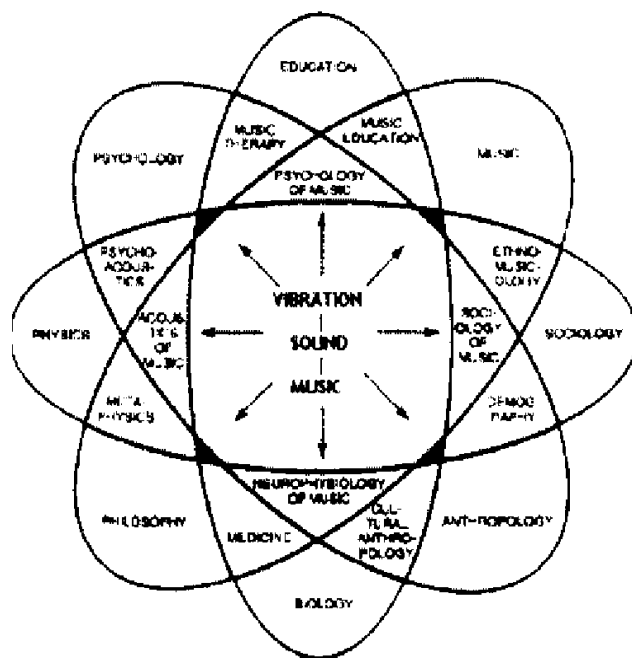 EDUCATION
MUSIC
THERAPY
MUSIC
EDUCATION
PSYCHOLOGY
MUSIC
PSYCHOLOGY
OF MUSIC
PSYCHO-
ACOUS-
TICS
ETHNO-
MUSIC-
OLOGY
VIBRATION
PHYSICS
ACOUS-
TICS
OF
MUSIC
SOUND
SOCI-
OLOGY
OF
MUSIC
SOCIOLOGY
MUSIC
META-
PHYSICS
DEMOG
RAPHY
NEUROPHYSIOLOGY
OF MUSIC
PHILOSOPHY
MEDICINE
CUL-
TURAL
ANTHRO-
POLOGY
ANTHROPOLOGY
BIOLOGY